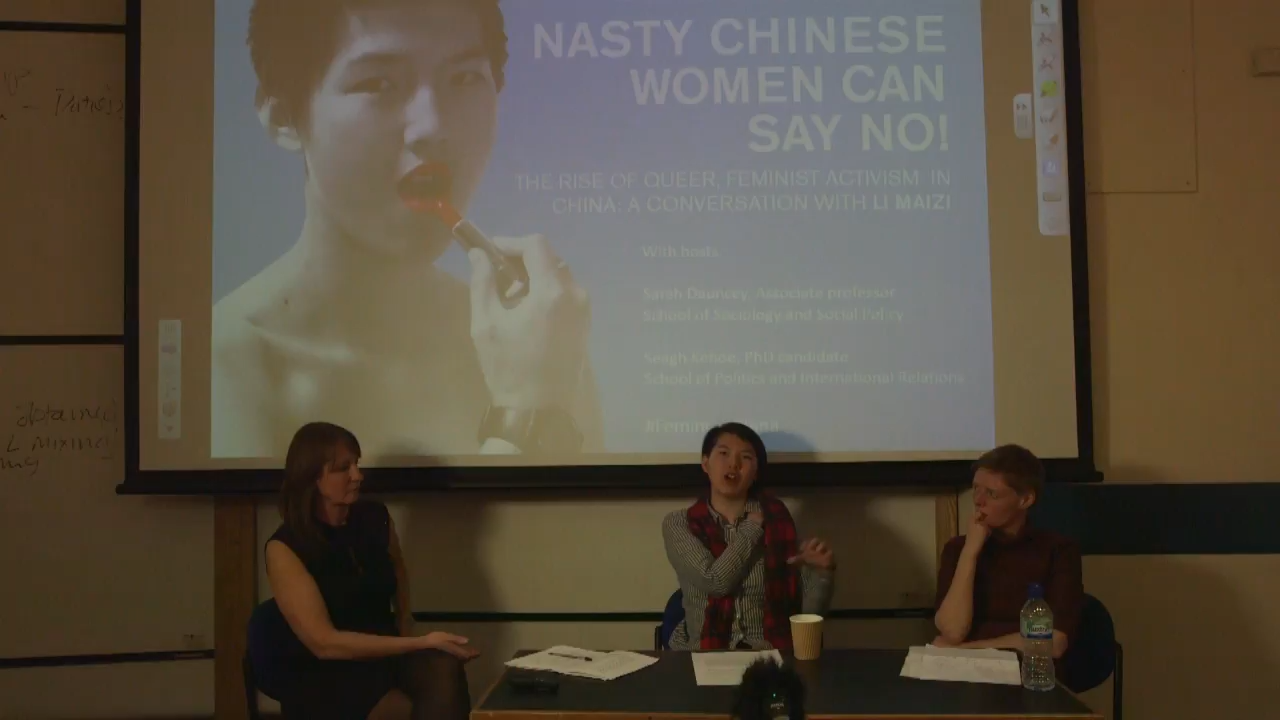 NASTY CHINESE
WOMEN CAN
SAY NO!
THE RISE OF QUEER, FEMINIST ACTIVISM IN
CHINA: A CONVERSATION WITH LI MAIZI
With hosts
Sarah Dauncey, Associate professor
School of Sociology and Social Policy
Séagh Kehoe, PhD candidate
School of Politics and International Relations
mixing